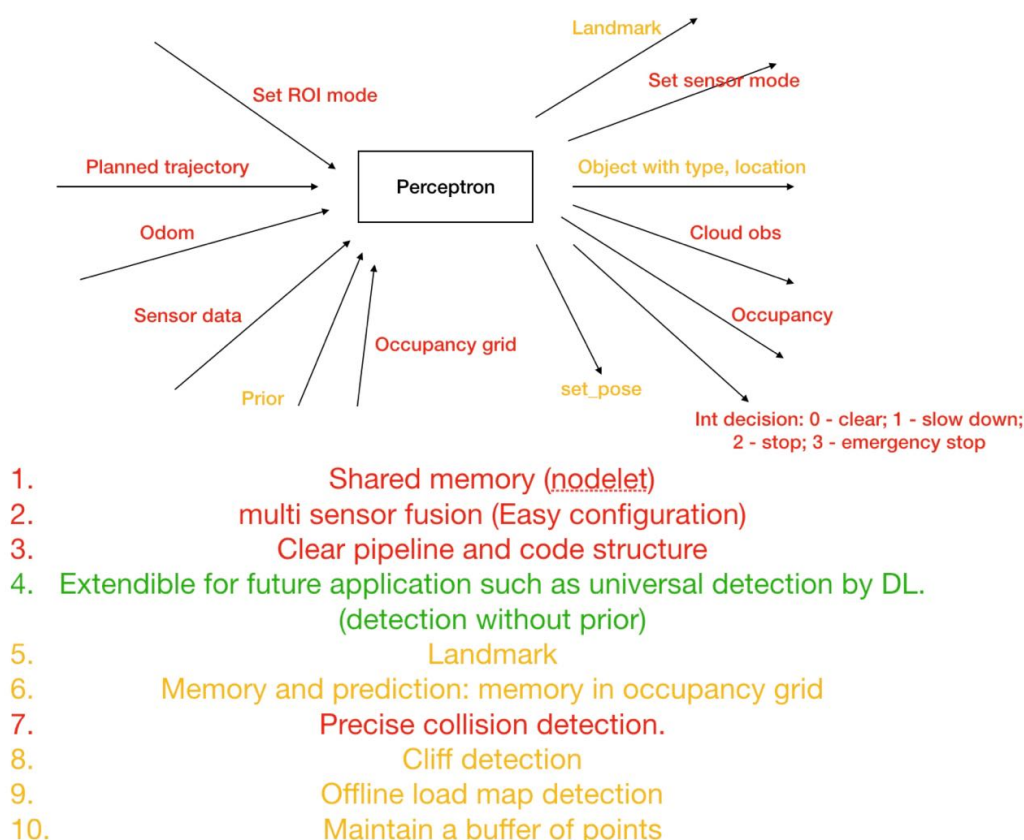 Landmark
Set sensor mode
Set ROI mode
Planned trajectory
Object with type, location
Perceptron
Odom
Cloud obs
Sensor data
Occupancy
Occupancy grid
Prior
set_pose
Int decision: 0 - clear; 1 - slow down;
2 - stop; 3 - emergency stop
1. Shared memory (nodelet)
2. multi sensor fusion (Easy configuration)
3. Clear pipeline and code structure
4. Extendible for future application such as universal detection by DL.
(detection without prior)
5. Landmark
6. Memory and prediction: memory in occupancy grid
7. Precise collision detection.
8. Cliff detection
9. Offline load map detection
10. Maintain a buffer of points